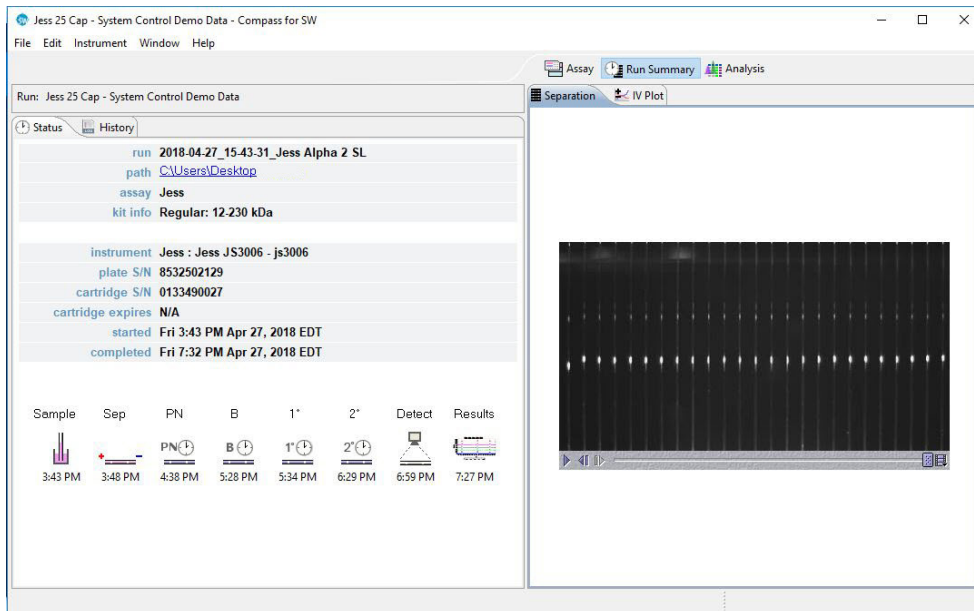 Jess 25 Cap - System Control Demo Data - Compass for SW
File Edit Instrument Window Help
Assay Run Summary Analysis
Run: Jess 25 Cap - System Control Demo Data
Separation IV Plot
Status History
run 2018-04-27_15-43-31_Jess Alpha 2 SL
path C:\Users\Desktop
assay Jess
kit info Regular: 12-230 kDa
instrument Jess : Jess JS3006 - js3006
plate S/N 8532502129
cartridge S/N 0133490027
cartridge expires N/A
started Fri 3:43 PM Apr 27, 2018 EDT
completed Fri 7:32 PM Apr 27, 2018 EDT
Sample Sep PN B 1° 2° Detect Results
PN B 1° 2°
3:43 PM 3:48 PM 4:38 PM 5:28 PM 5:34 PM 6:29 PM 6:59 PM 7:27 PM